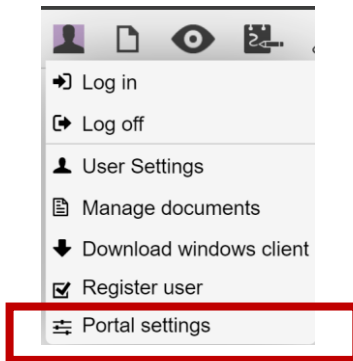 Log in
Log off
User Settings
Manage documents
Download windows client
Register user
Portal settings